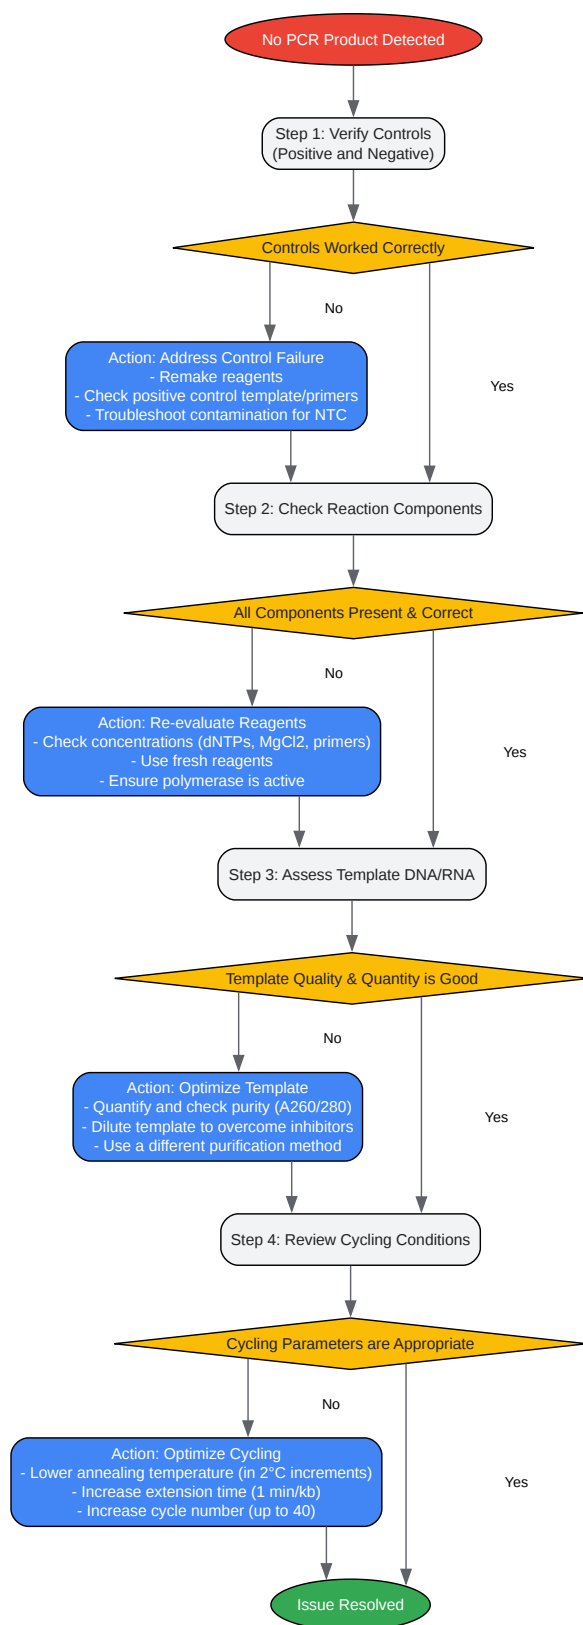 No PCR Product Detected
Step 1: Verify Controls
(Positive and Negative)
Controls Worked Correctly
No
Action: Address Control Failure
- Remake reagents
- Check positive control template/primers
- Troubleshoot contamination for NTC
Yes
Step 2: Check Reaction Components
All Components Present & Correct
No
Action: Re-evaluate Reagents
- Check concentrations (dNTPs, MgCl2, primers)
- Use fresh reagents
- Ensure polymerase is active
Yes
Step 3: Assess Template DNA/RNA
Template Quality & Quantity is Good
No
Action: Optimize Template
- Quantify and check purity (A260/280)
- Dilute template to overcome inhibitors
- Use a different purification method
Yes
Step 4: Review Cycling Conditions
Cycling Parameters are Appropriate
No
Action: Optimize Cycling
- Lower annealing temperature (in 2°C increments)
- Increase extension time (1 min/kb)
- Increase cycle number (up to 40)
Yes
Issue Resolved